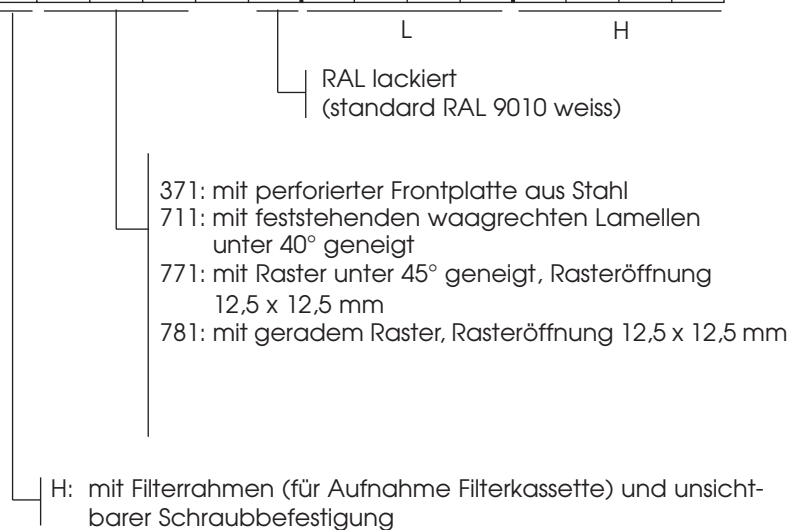 L H
RAL lackiert
(standard RAL 9010 weiss)
371: mit perforierter Frontplatte aus Stahl
711: mit feststehenden waagrechten Lamellen
unter 40° geneigt
771: mit Raster unter 45° geneigt, Rasteröffnung
12,5 x 12,5 mm
781: mit geradem Raster, Rasteröffnung 12,5 x 12,5 mm
H: mit Filterrahmen (für Aufnahme Filterkassette) und unsicht-
barer Schraubbefestigung